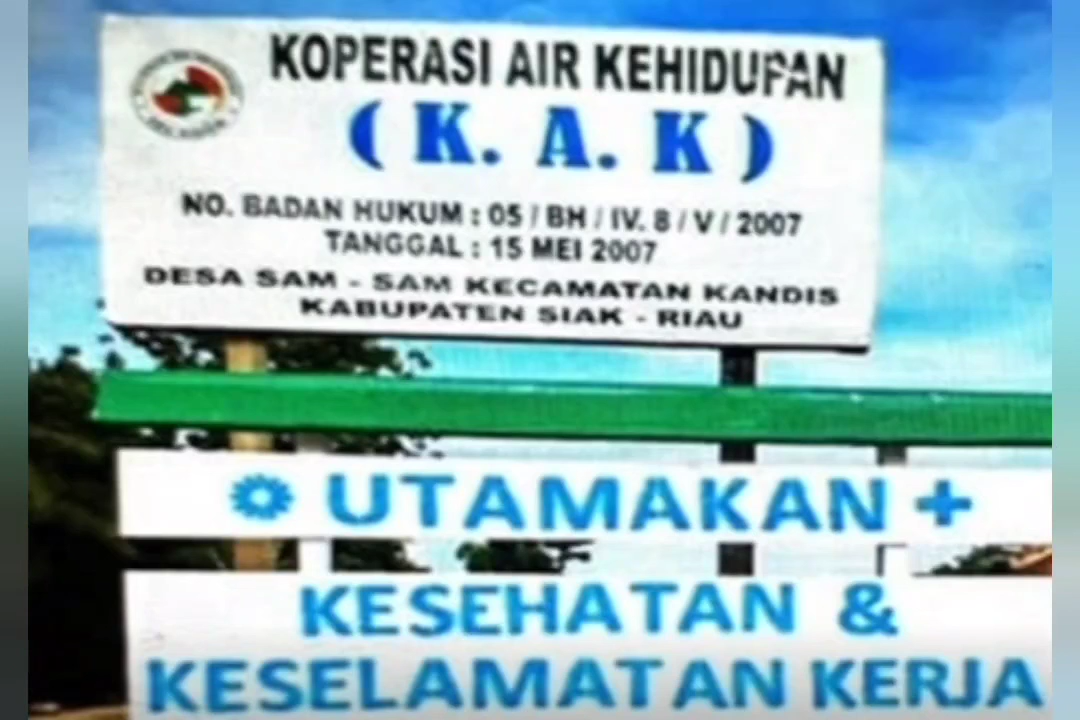 KOPERASI AIR KEHIDUPAN
( K. A. K )
NO. BADAN HUKUM : 05 / BH / IV. 8 / V / 2007
TANGGAL : 15 MEI 2007
DESA SAM - SAM KECAMATAN KANDIS
KABUPATEN SIAK - RIAU
UTAMAKAN
KESEHATAN &
KESELAMATAN KERJA